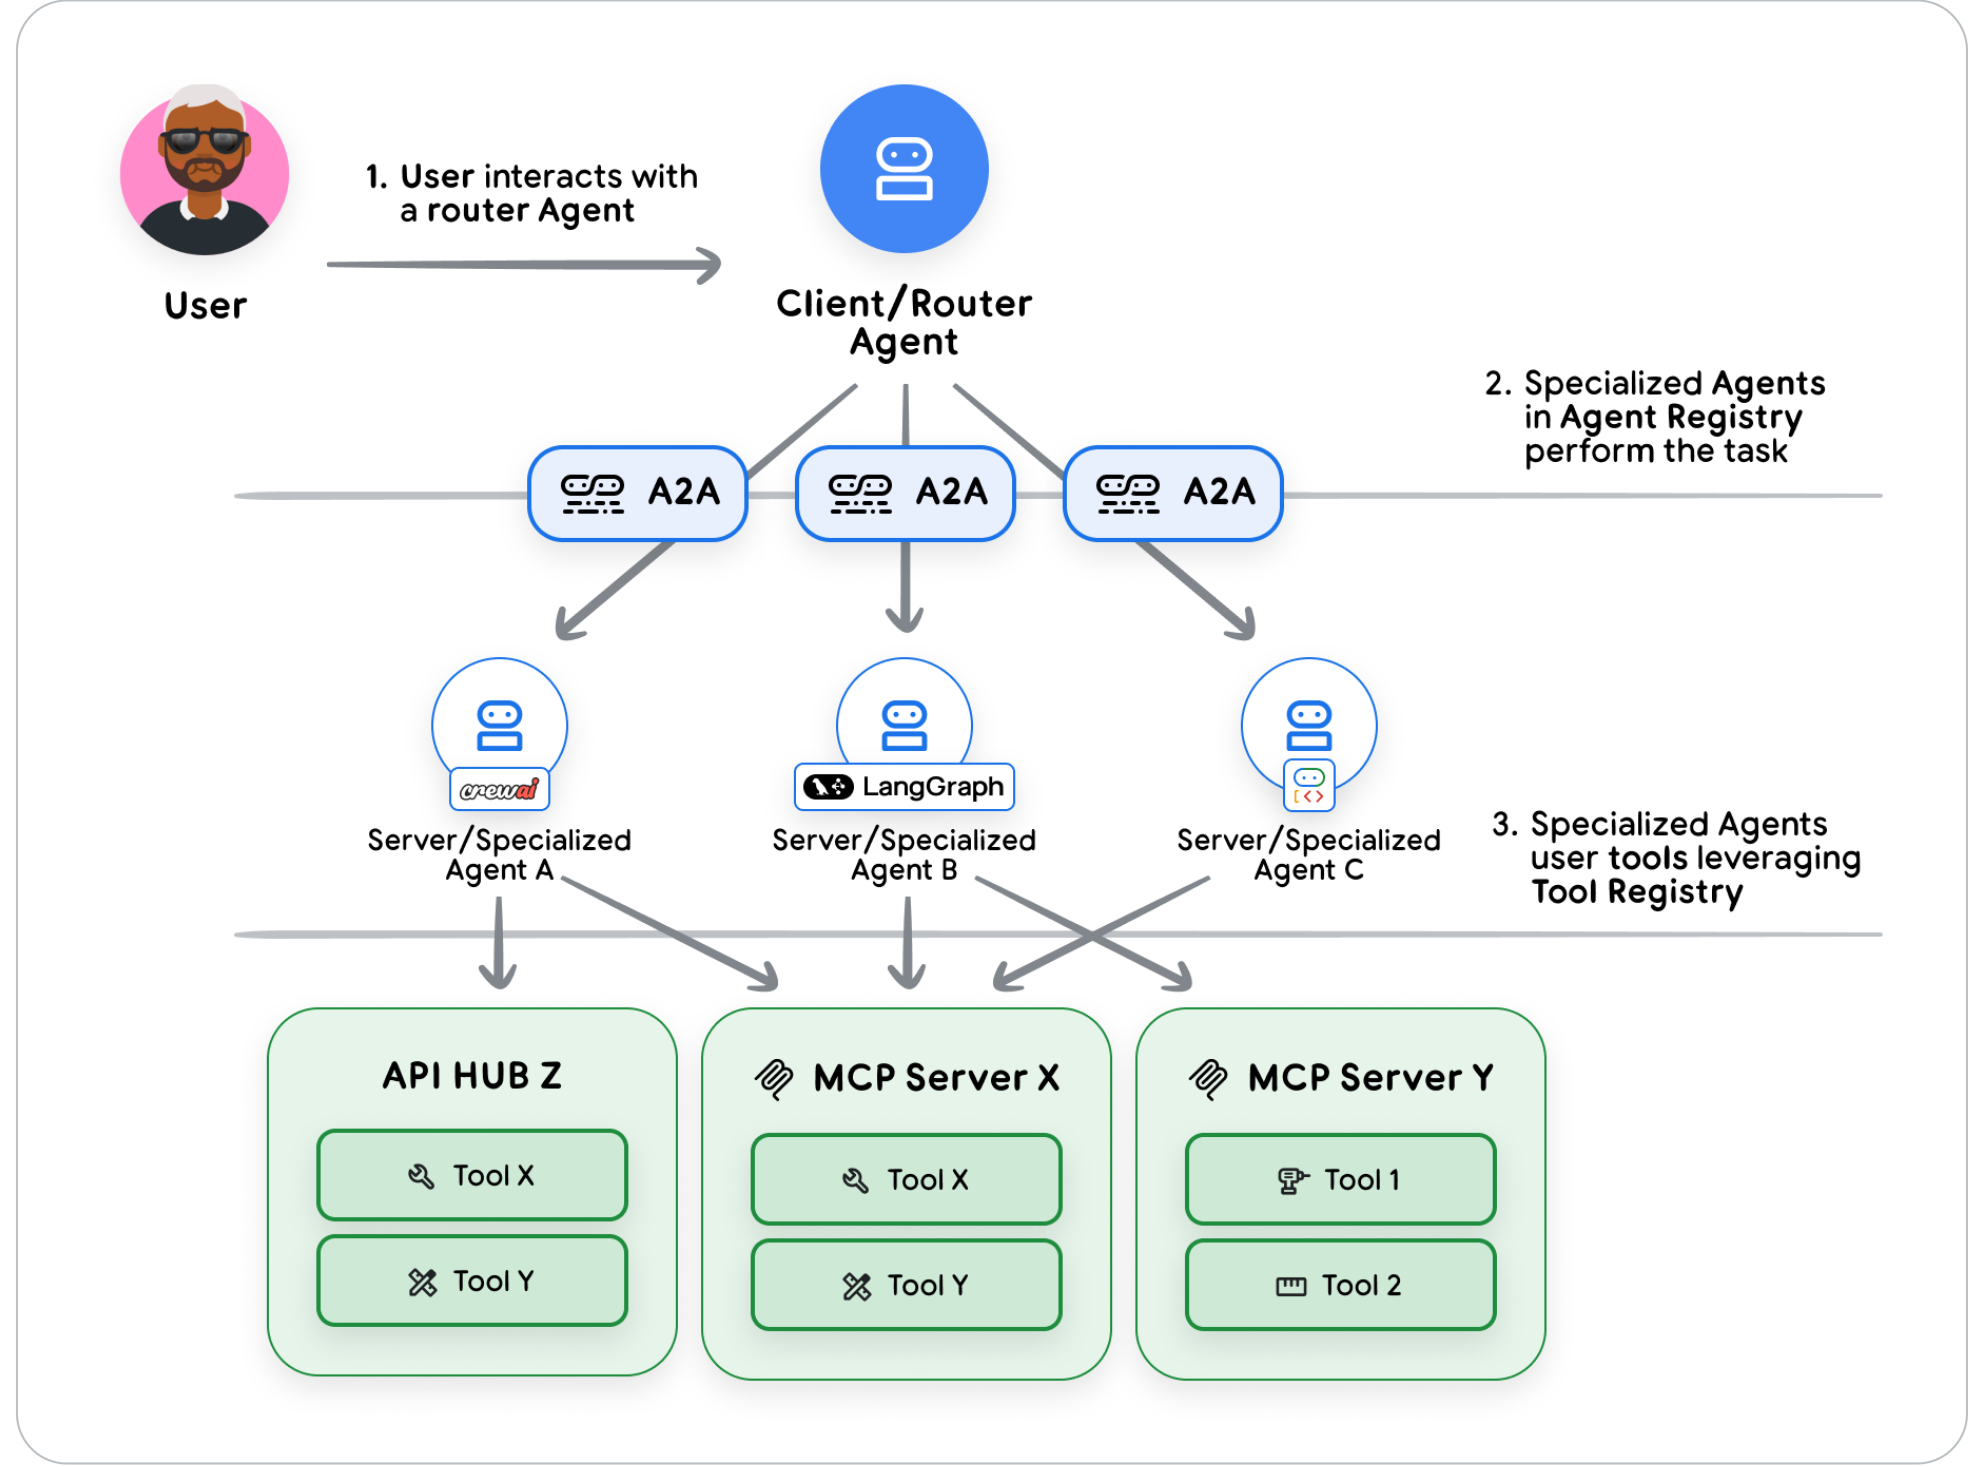 1. User interacts with
a router Agent
User
Client/Router
Agent
2. Specialized Agents
in Agent Registry
perform the task
A2A
A2A
A2A
crewai
LangGraph
Server/Specialized
Agent A
Server/Specialized
Agent B
Server/Specialized
Agent C
3. Specialized Agents
user tools leveraging
Tool Registry
API HUB Z
Tool X
Tool Y
MCP Server X
Tool X
Tool Y
MCP Server Y
Tool 1
Tool 2